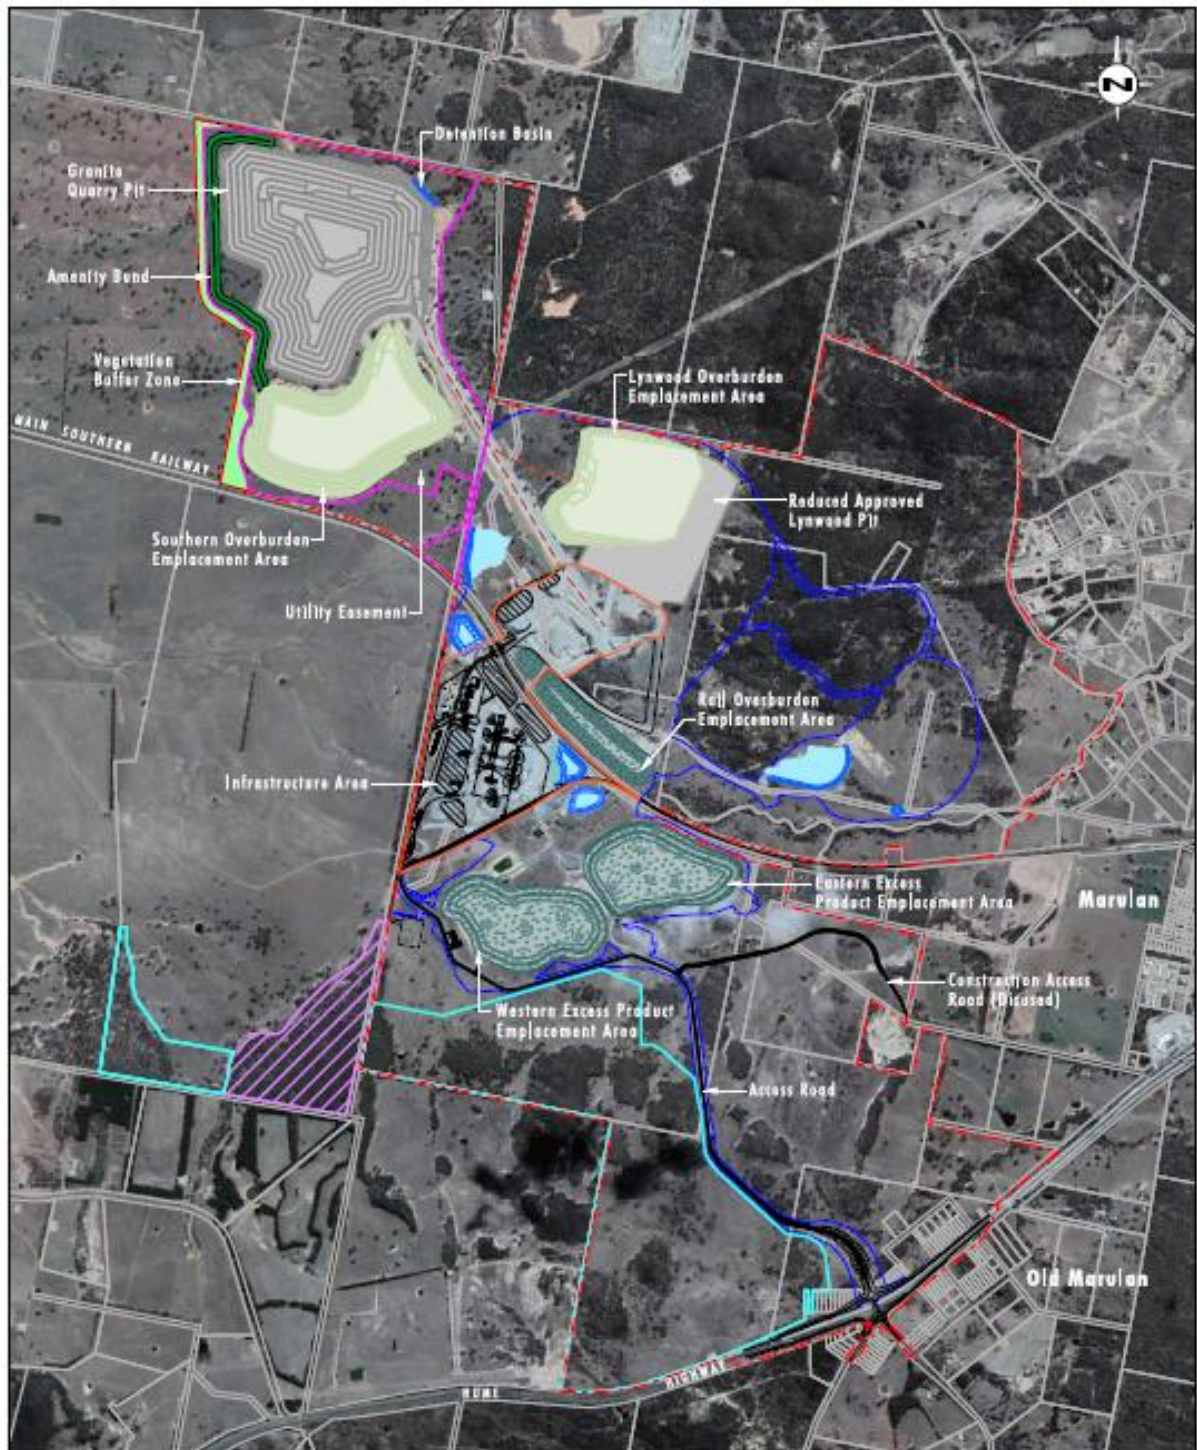 N
Detention Basin
Granite
Quarry Pit
Amenity Bund
Vegetation
Buffer Zone
Lynwood Overburden
Emplacement Area
MAIN SOUTHERN RAILWAY
Reduced Approved
Lynwood Pit
Southern Overburden
Emplacement Area
Utility Easement
Rail Overburden
Emplacement Area
Infrastructure Area
Eastern Excess
Product Emplacement Area
Marulan
Construction Access
Road (Disused)
Western Excess Product
Emplacement Area
Access Road
Old Marulan
HUME HIGHWAY